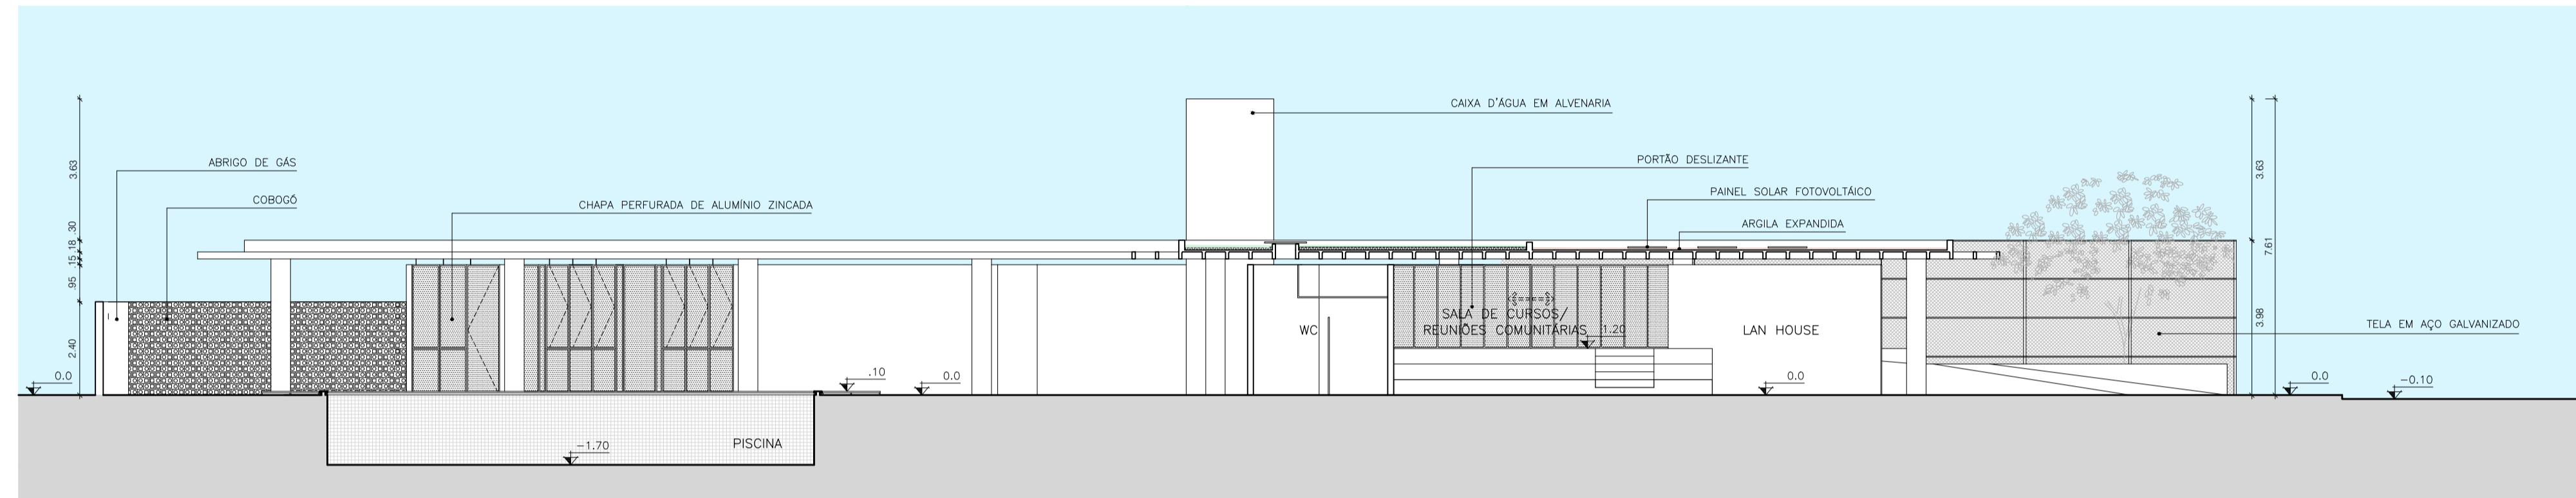 CAIXA D'ÁGUA EM ALVENARIA
ABRIGO DE GÁS
PORTÃO DESLIZANTE
3.63
3.63
COBOGÓ
CHAPA PERFURADA DE ALUMÍNIO ZINCADA
PAINEL SOLAR FOTOVOLTÁICO
ARGILA EXPANDIDA
.30
.18
.15
.95
7.61
SALA DE CURSOS/
REUNIÕES COMUNITÁRIAS
1.20
WC
LAN HOUSE
3.98
TELA EM AÇO GALVANIZADO
2.40
0.0
.10
0.0
0.0
0.0
-0.10
PISCINA
-1.70